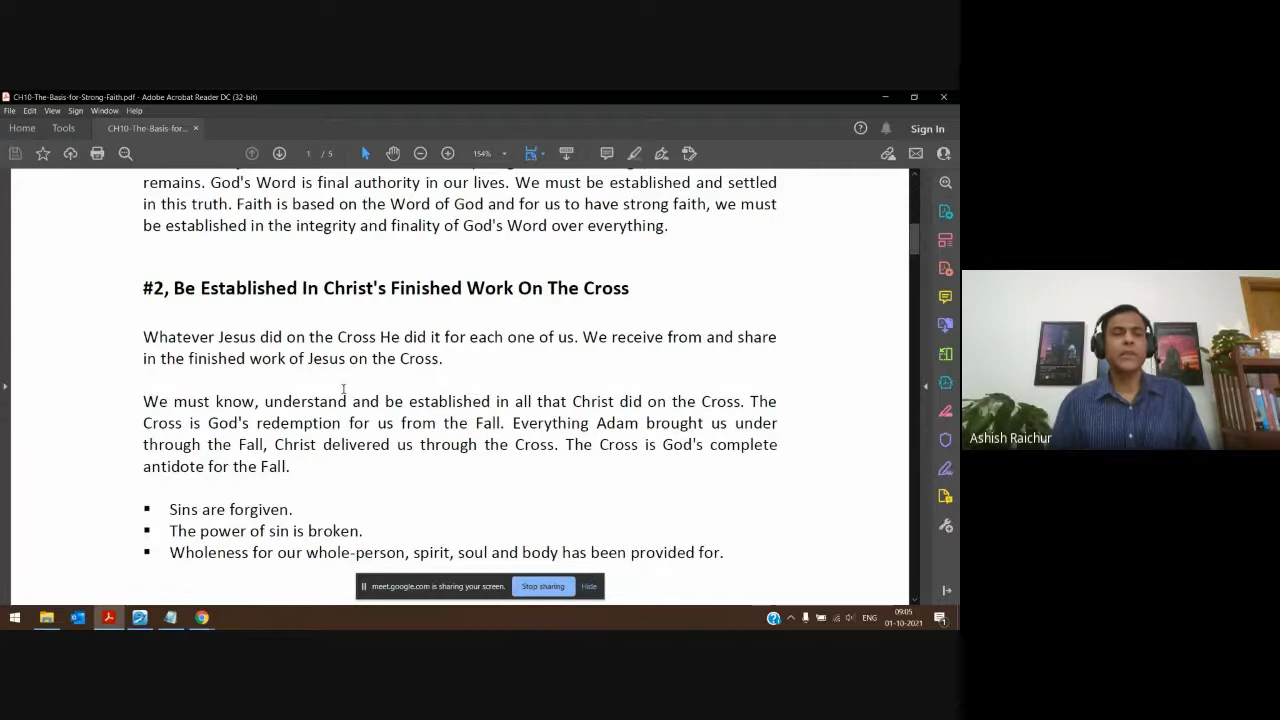 CH10-The-Basis-for-Strong-Faith.pdf - Adobe Acrobat Reader DC (32-bit)
File Edit View Sign Window Help
Home Tools CH10-The-Basis-for... × Sign In
1 / 5 154%
remains. God's Word is final authority in our lives. We must be established and settled
in this truth. Faith is based on the Word of God and for us to have strong faith, we must
be established in the integrity and finality of God's Word over everything.
#2, Be Established In Christ's Finished Work On The Cross
Whatever Jesus did on the Cross He did it for each one of us. We receive from and share
in the finished work of Jesus on the Cross.
We must know, understand and be established in all that Christ did on the Cross. The
Cross is God's redemption for us from the Fall. Everything Adam brought us under
through the Fall, Christ delivered us through the Cross. The Cross is God's complete
antidote for the Fall.
▪ Sins are forgiven.
▪ The power of sin is broken.
▪ Wholeness for our whole-person, spirit, soul and body has been provided for.
meet.google.com is sharing your screen. Stop sharing Hide
ENG
09:05
01-10-2021
Ashish Raichur